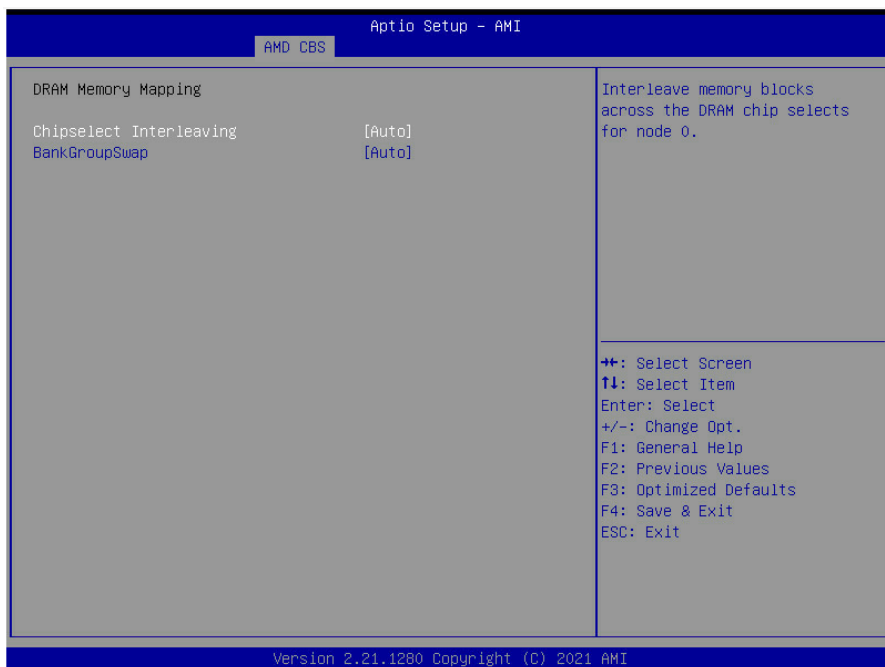 Aptio Setup - AMI
AMD CBS
DRAM Memory Mapping
Chipselect Interleaving [Auto]
BankGroupSwap [Auto]
Interleave memory blocks
across the DRAM chip selects
for node 0.
→←: Select Screen
↑↓: Select Item
Enter: Select
+/-: Change Opt.
F1: General Help
F2: Previous Values
F3: Optimized Defaults
F4: Save & Exit
ESC: Exit
Version 2.21.1280 Copyright (C) 2021 AMI